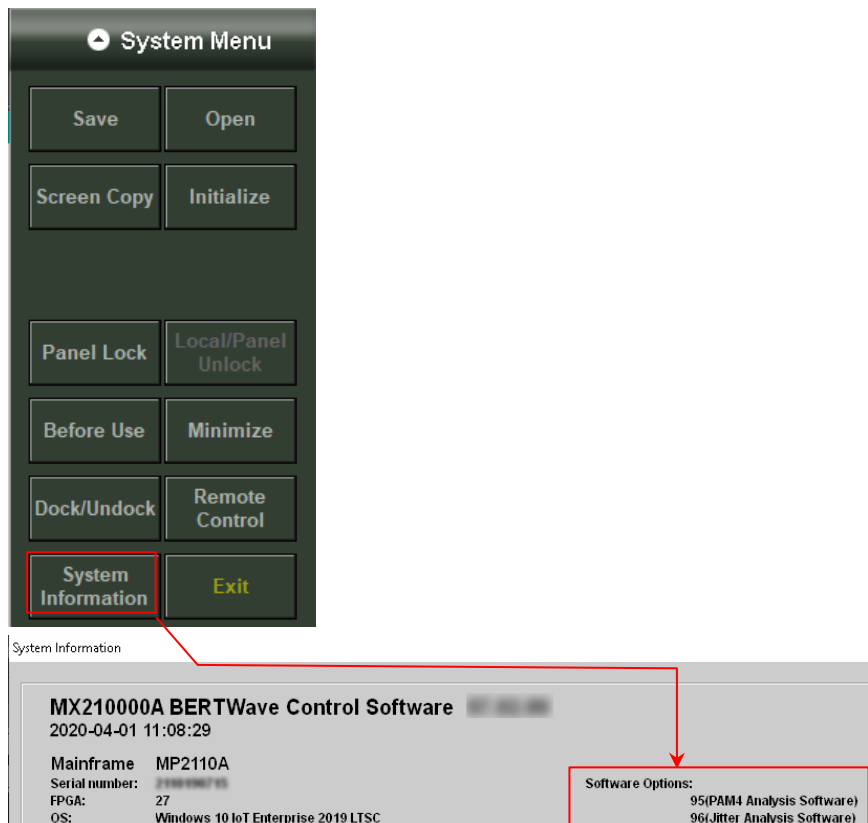 System Menu
Save
Open
Screen Copy
Initialize
Panel Lock
Local/Panel
Unlock
Before Use
Minimize
Dock/Undock
Remote
Control
System
Information
Exit
System Information
MX210000A BERTWave Control Software
2020-04-01 11:08:29
Mainframe MP2110A
Serial number:
FPGA: 27
OS: Windows 10 IoT Enterprise 2019 LTSC
Software Options:
95(PAM4 Analysis Software)
96(Jitter Analysis Software)